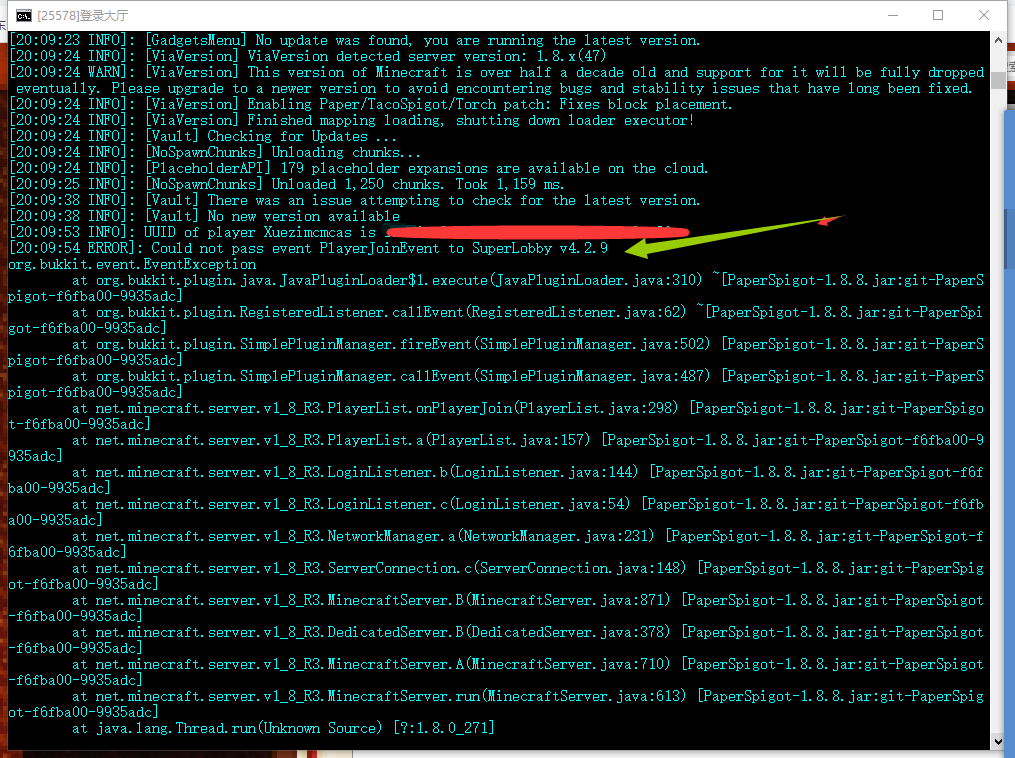 [25578]登录大厅
[20:09:23 INFO]: [GadgetsMenu] No update was found, you are running the latest version.
[20:09:24 INFO]: [ViaVersion] ViaVersion detected server version: 1.8.x(47)
[20:09:24 WARN]: [ViaVersion] This version of Minecraft is over half a decade old and support for it will be fully dropped
eventually. Please upgrade to a newer version to avoid encountering bugs and stability issues that have long been fixed.
[20:09:24 INFO]: [ViaVersion] Enabling Paper/TacoSpigot/Torch patch: Fixes block placement.
[20:09:24 INFO]: [ViaVersion] Finished mapping loading, shutting down loader executor!
[20:09:24 INFO]: [Vault] Checking for Updates ...
[20:09:24 INFO]: [NoSpawnChunks] Unloading chunks...
[20:09:24 INFO]: [PlaceholderAPI] 179 placeholder expansions are available on the cloud.
[20:09:25 INFO]: [NoSpawnChunks] Unloaded 1,250 chunks. Took 1,159 ms.
[20:09:38 INFO]: [Vault] There was an issue attempting to check for the latest version.
[20:09:38 INFO]: [Vault] No new version available
[20:09:53 INFO]: UUID of player Xuezimcmcas is
[20:09:54 ERROR]: Could not pass event PlayerJoinEvent to SuperLobby v4.2.9
org.bukkit.event.EventException
at org.bukkit.plugin.java.JavaPluginLoader$1.execute(JavaPluginLoader.java:310) ~[PaperSpigot-1.8.8.jar:git-PaperS
pigot-f6fba00-9935adc]
at org.bukkit.plugin.RegisteredListener.callEvent(RegisteredListener.java:62) ~[PaperSpigot-1.8.8.jar:git-PaperSpi
got-f6fba00-9935adc]
at org.bukkit.plugin.SimplePluginManager.fireEvent(SimplePluginManager.java:502) [PaperSpigot-1.8.8.jar:git-PaperS
pigot-f6fba00-9935adc]
at org.bukkit.plugin.SimplePluginManager.callEvent(SimplePluginManager.java:487) [PaperSpigot-1.8.8.jar:git-PaperS
pigot-f6fba00-9935adc]
at net.minecraft.server.v1_8_R3.PlayerList.onPlayerJoin(PlayerList.java:298) [PaperSpigot-1.8.8.jar:git-PaperSpigo
t-f6fba00-9935adc]
at net.minecraft.server.v1_8_R3.PlayerList.a(PlayerList.java:157) [PaperSpigot-1.8.8.jar:git-PaperSpigot-f6fba00-9
935adc]
at net.minecraft.server.v1_8_R3.LoginListener.b(LoginListener.java:144) [PaperSpigot-1.8.8.jar:git-PaperSpigot-f6f
ba00-9935adc]
at net.minecraft.server.v1_8_R3.LoginListener.c(LoginListener.java:54) [PaperSpigot-1.8.8.jar:git-PaperSpigot-f6fb
a00-9935adc]
at net.minecraft.server.v1_8_R3.NetworkManager.a(NetworkManager.java:231) [PaperSpigot-1.8.8.jar:git-PaperSpigot-f
6fba00-9935adc]
at net.minecraft.server.v1_8_R3.ServerConnection.c(ServerConnection.java:148) [PaperSpigot-1.8.8.jar:git-PaperSpig
ot-f6fba00-9935adc]
at net.minecraft.server.v1_8_R3.MinecraftServer.B(MinecraftServer.java:871) [PaperSpigot-1.8.8.jar:git-PaperSpigot
-f6fba00-9935adc]
at net.minecraft.server.v1_8_R3.DedicatedServer.B(DedicatedServer.java:378) [PaperSpigot-1.8.8.jar:git-PaperSpigot
-f6fba00-9935adc]
at net.minecraft.server.v1_8_R3.MinecraftServer.A(MinecraftServer.java:710) [PaperSpigot-1.8.8.jar:git-PaperSpigot
-f6fba00-9935adc]
at net.minecraft.server.v1_8_R3.MinecraftServer.run(MinecraftServer.java:613) [PaperSpigot-1.8.8.jar:git-PaperSpig
ot-f6fba00-9935adc]
at java.lang.Thread.run(Unknown Source) [?:1.8.0_271]